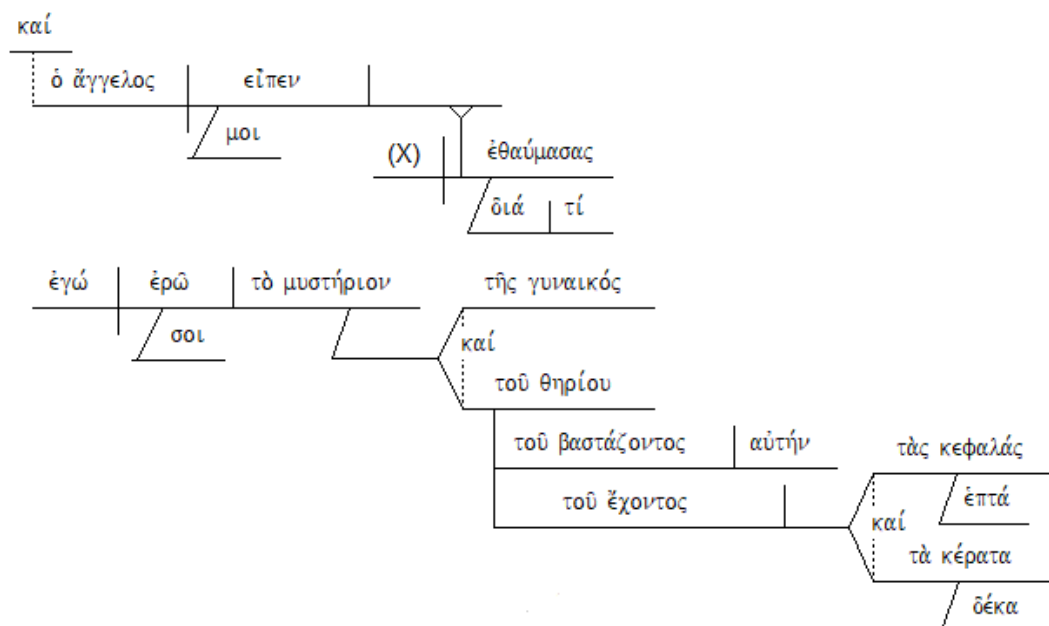 καί
ὁ ἄγγελος εἶπεν
μοι
(X) ἐθαύμασας
διά τί
ἐγώ ἐρῶ τὸ μυστήριον τῆς γυναικός
σοι
καί
τοῦ θηρίου
τοῦ βαστάζοντος αὐτήν
τὰς κεφαλάς
τοῦ ἔχοντος
ἑπτά
καί
τὰ κέρατα
δέκα